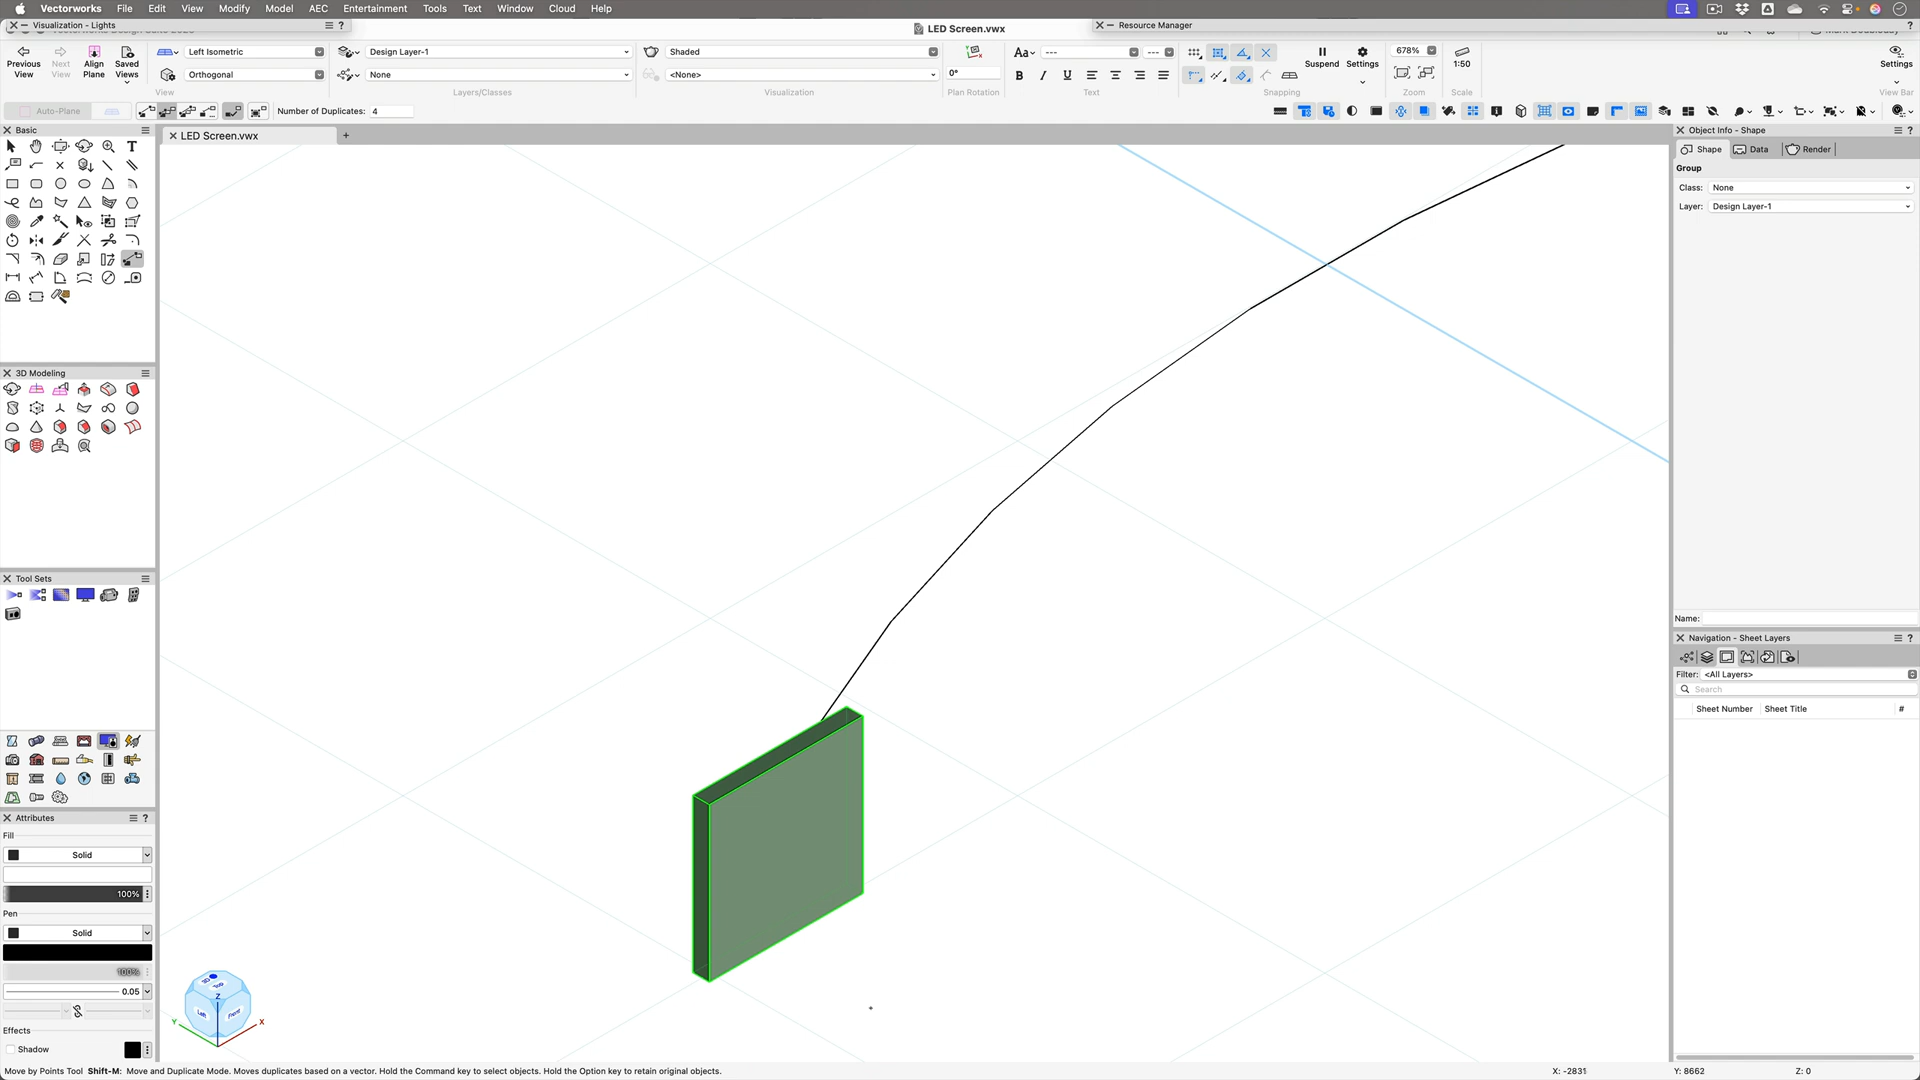 Vectorworks File Edit View Modify Model AEC Entertainment Tools Text Window Cloud Help
Visualization - Lights
?
LED Screen.vwx
Resource Manager
?
Previous View
Next View
Align Plane
Saved Views
Left Isometric
Orthogonal
View
Design Layer-1
None
Layers/Classes
Shaded
<None>
Visualization
0°
Plan Rotation
Aa
---
---
B I U
Text
Suspend
Settings
Snapping
678%
Zoom
1:50
Scale
Settings
View Bar
Auto-Plane
Number of Duplicates: 4
Basic
LED Screen.vwx
+
Object Info - Shape
?
Shape
Data
Render
Group
Class: None
Layer: Design Layer-1
3D Modeling
Tool Sets
Name:
Navigation - Sheet Layers
?
Filter: <All Layers>
Search
Sheet Number
Sheet Title
#
Attributes
?
Fill
Solid
100%
Pen
Solid
100%
0.05
Effects
Shadow
3D
Top
Left
Front
Z
Y
X
Move by Points Tool Shift-M: Move and Duplicate Mode. Moves duplicates based on a vector. Hold the Command key to select objects. Hold the Option key to retain original objects.
X: -2831
Y: 8662
Z: 0